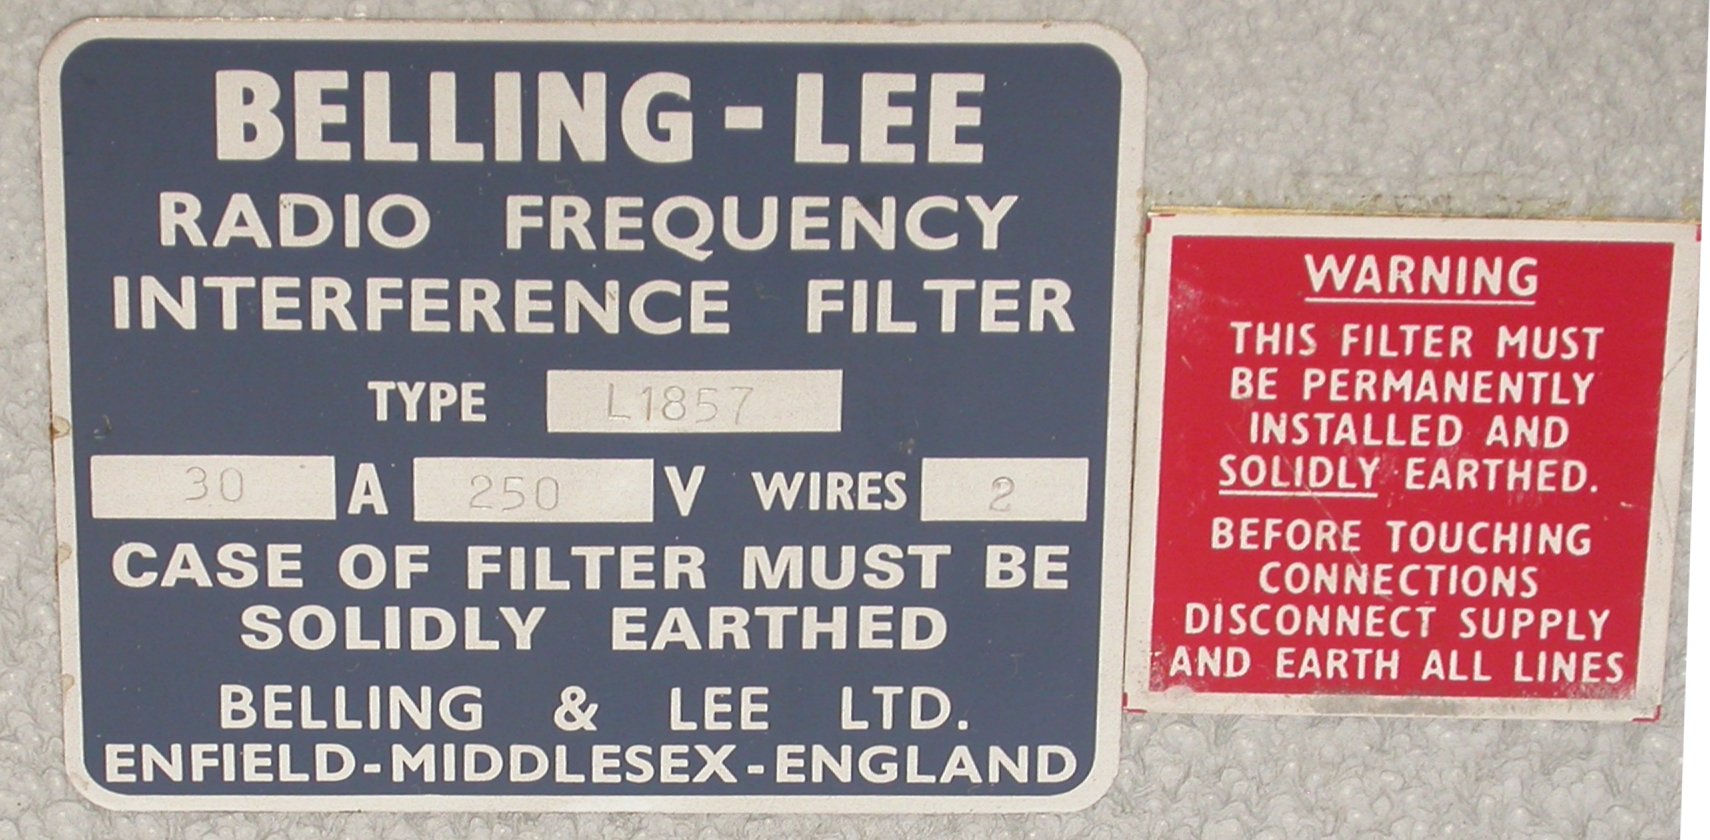 BELLING-LEE
RADIO FREQUENCY
INTERFERENCE FILTER
TYPE L1857
30 A 250 V WIRES 2
CASE OF FILTER MUST BE
SOLIDLY EARTHED
BELLING & LEE LTD.
ENFIELD-MIDDLESEX-ENGLAND
WARNING
THIS FILTER MUST
BE PERMANENTLY
INSTALLED AND
SOLIDLY EARTHED.
BEFORE TOUCHING
CONNECTIONS
DISCONNECT SUPPLY
AND EARTH ALL LINES